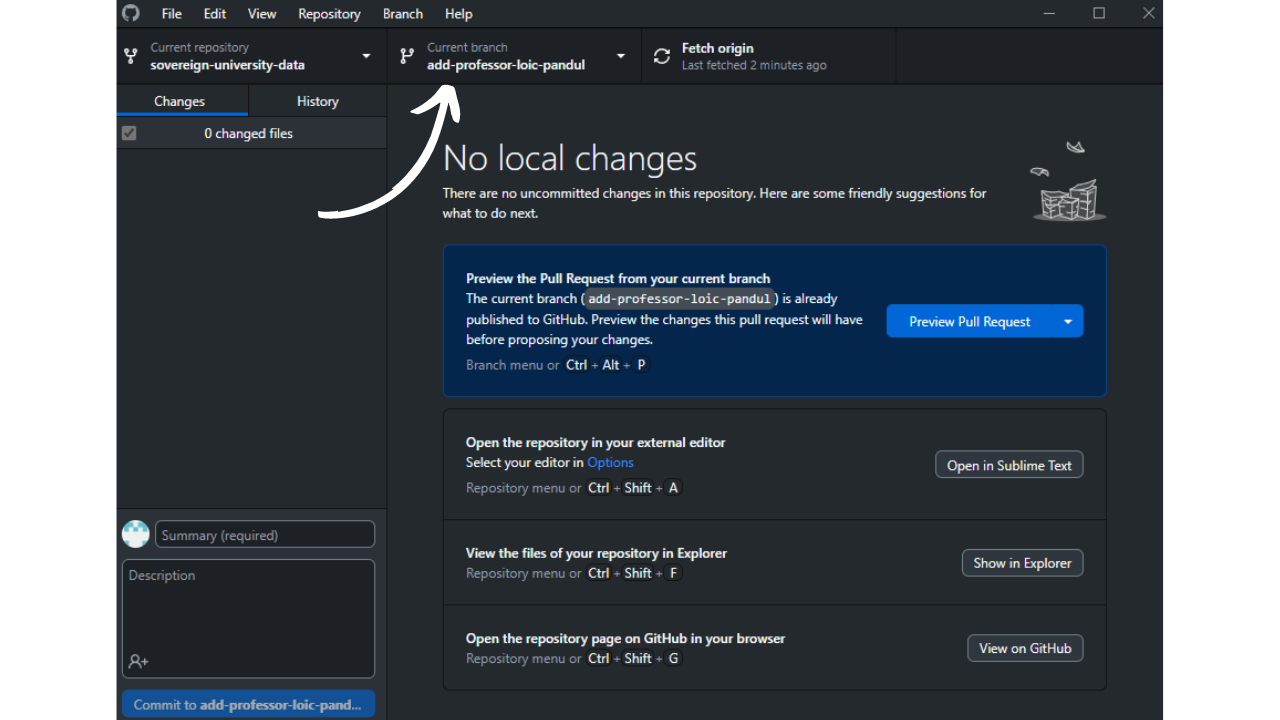 File Edit View Repository Branch Help
Current repository
sovereign-university-data
Current branch
add-professor-loic-pandul
Fetch origin
Last fetched 2 minutes ago
Changes
History
0 changed files
No local changes
There are no uncommitted changes in this repository. Here are some friendly suggestions for
what to do next.
Preview the Pull Request from your current branch
The current branch ( add-professor-loic-pandul ) is already
published to GitHub. Preview the changes this pull request will have
before proposing your changes.
Branch menu or Ctrl + Alt + P
Preview Pull Request
Open the repository in your external editor
Select your editor in Options
Repository menu or Ctrl + Shift + A
Open in Sublime Text
View the files of your repository in Explorer
Repository menu or Ctrl + Shift + F
Show in Explorer
Open the repository page on GitHub in your browser
Repository menu or Ctrl + Shift + G
View on GitHub
Summary (required)
Description
Commit to add-professor-loic-pand...